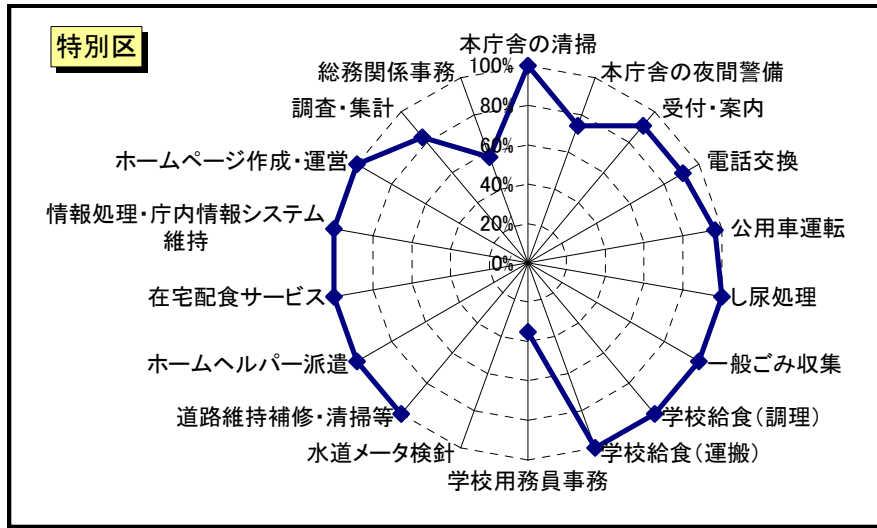 特別区
本庁舎の清掃
本庁舎の夜間警備
受付・案内
電話交換
公用車運転
し尿処理
一般ごみ収集
学校給食(調理)
学校給食(運搬)
学校用務員事務
水道メータ検針
道路維持補修・清掃等
ホームヘルパー派遣
在宅配食サービス
情報処理・庁内情報システム
維持
ホームページ作成・運営
調査・集計
総務関係事務
100%
80%
60%
40%
20%
0%